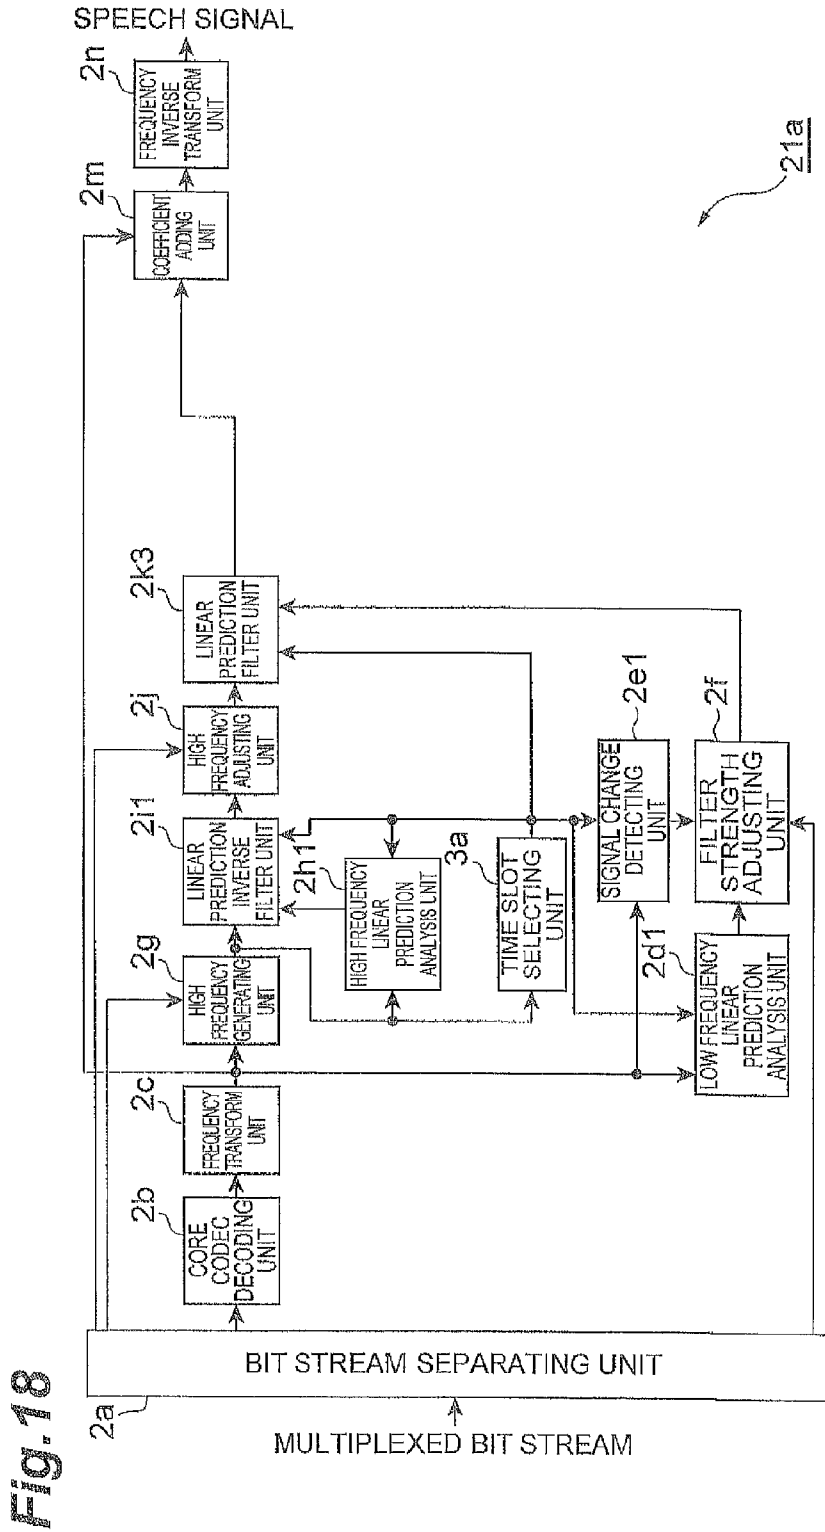 Fig.18
SPEECH SIGNAL
2n
FREQUENCY
INVERSE
TRANSFORM
UNIT
2m
COEFFICIENT
ADDING
UNIT
21a
2k3
LINEAR
PREDICTION
FILTER UNIT
2j
HIGH
FREQUENCY
ADJUSTING
UNIT
2i1
LINEAR
PREDICTION
INVERSE
FILTER UNIT
2h1
HIGH FREQUENCY
LINEAR
PREDICTION
ANALYSIS UNIT
3a
TIME SLOT
SELECTING
UNIT
2e1
SIGNAL CHANGE
DETECTING
UNIT
2f
FILTER
STRENGTH
ADJUSTING
UNIT
2g
HIGH
FREQUENCY
GENERATING
UNIT
2d1
LOW FREQUENCY
LINEAR
PREDICTION
ANALYSIS UNIT
2c
FREQUENCY
TRANSFORM
UNIT
2b
CORE
CODEC
DECODING
UNIT
BIT STREAM SEPARATING UNIT
2a
MULTIPLEXED BIT STREAM